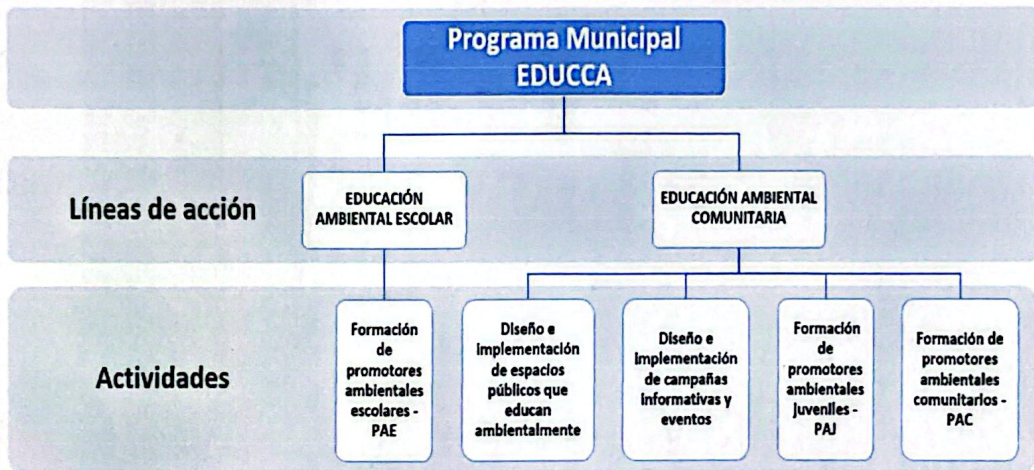 Programa Municipal
EDUCCA
Líneas de acción
EDUCACIÓN
AMBIENTAL ESCOLAR
EDUCACIÓN AMBIENTAL
COMUNITARIA
Actividades
Formación
de
promotores
ambientales
escolares -
PAE
Diseño e
implementación
de espacios
públicos que
educan
ambientalmente
Diseño e
implementación
de campañas
informativas y
eventos
Formación
de
promotores
ambientales
juveniles -
PAJ
Formación de
promotores
ambientales
comunitarios -
PAC